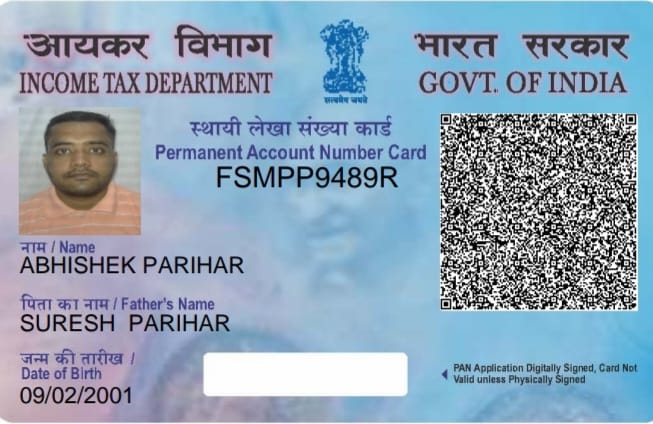 आयकर विभाग
INCOME TAX DEPARTMENT
सत्यमेव जयते
भारत सरकार
GOVT. OF INDIA
स्थायी लेखा संख्या कार्ड
Permanent Account Number Card
FSMPP9489R
नाम / Name
ABHISHEK PARIHAR
पिता का नाम / Father's Name
SURESH PARIHAR
जन्म की तारीख /
Date of Birth
09/02/2001
PAN Application Digitally Signed, Card Not
Valid unless Physically Signed